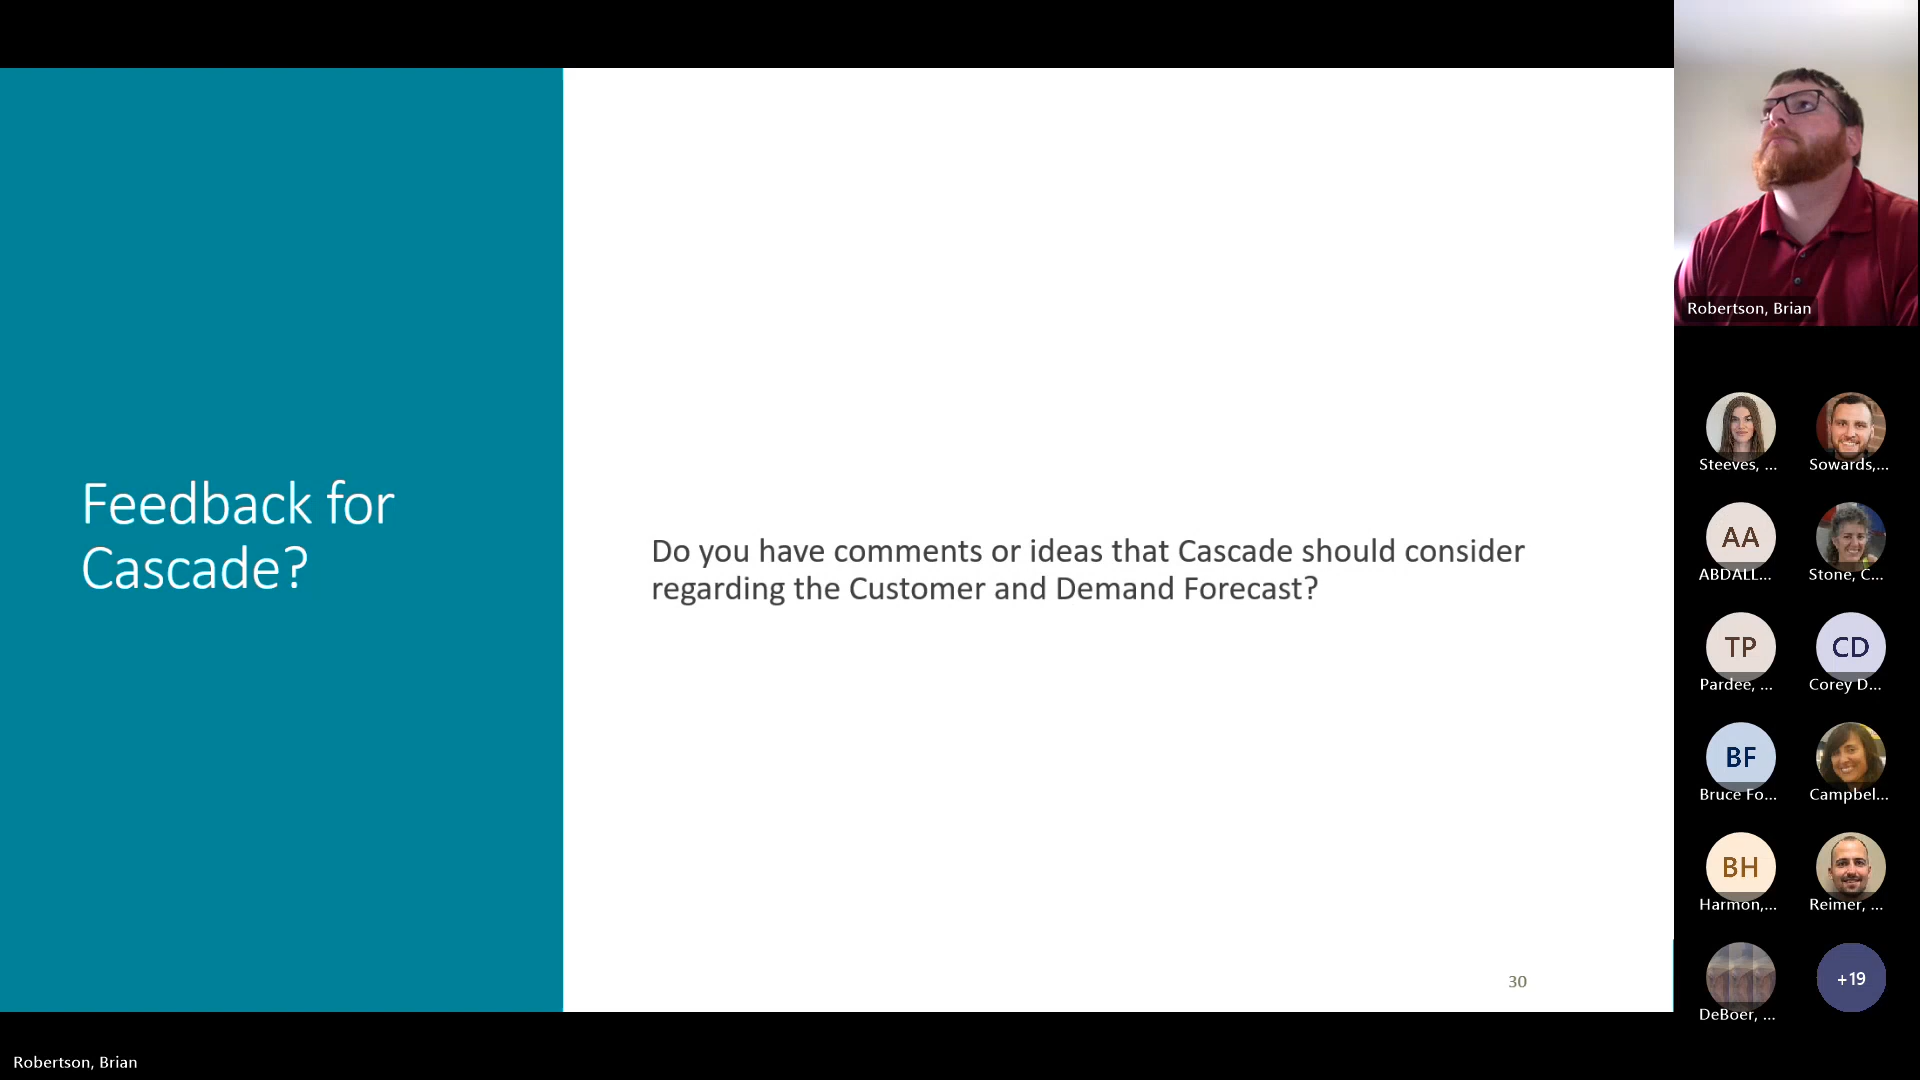 Feedback for
Cascade?
Do you have comments or ideas that Cascade should consider
regarding the Customer and Demand Forecast?
30
Robertson, Brian
Steeves, ...
Sowards,...
AA
ABDALL...
Stone, C...
TP
Pardee, ...
CD
Corey D...
BF
Bruce Fo...
Campbel...
BH
Harmon,...
Reimer, ...
DeBoer, ...
+19
Robertson, Brian